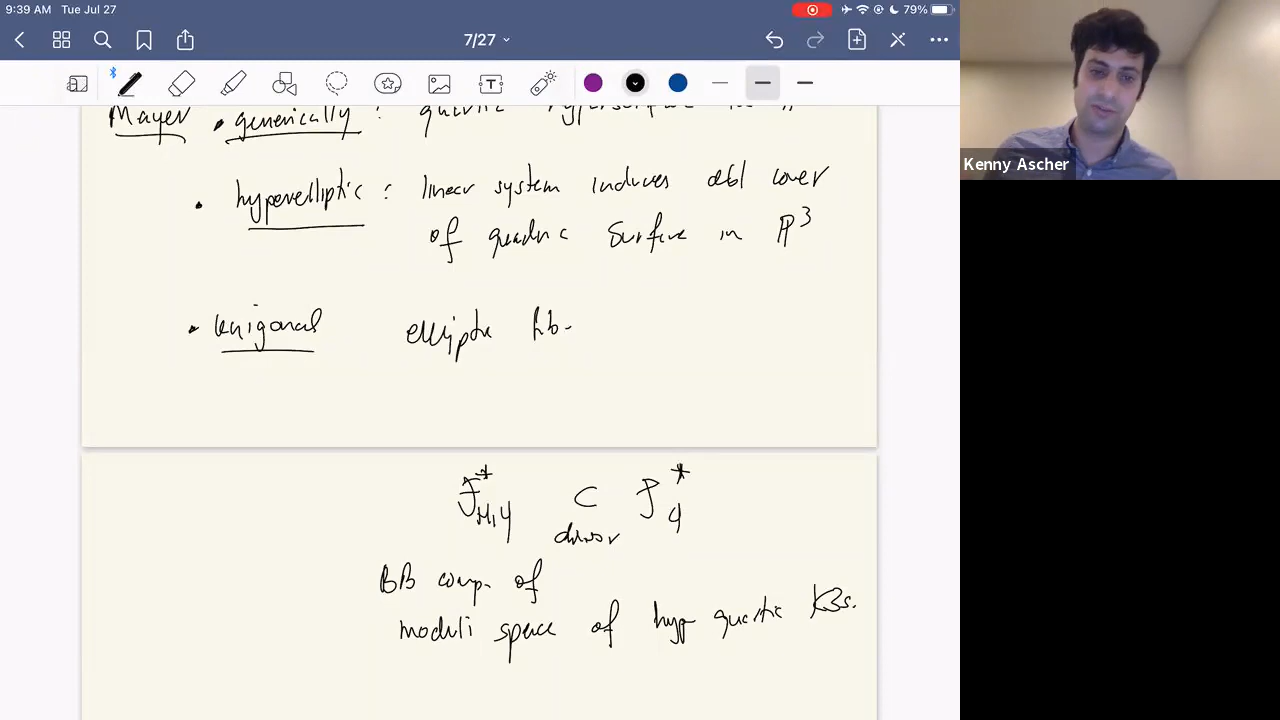 9:39 AM Tue Jul 27
79%
7/27
Kenny Ascher
Mayer • generically : quartic hypersurface
• hyperelliptic : linear system induces dbl cover
of quadric surface in P³
• unigonal elliptic fib.
F*_{H,4} ⊂ F*_4
divisor
BB comp. of
moduli space of hyp quartic K3s.